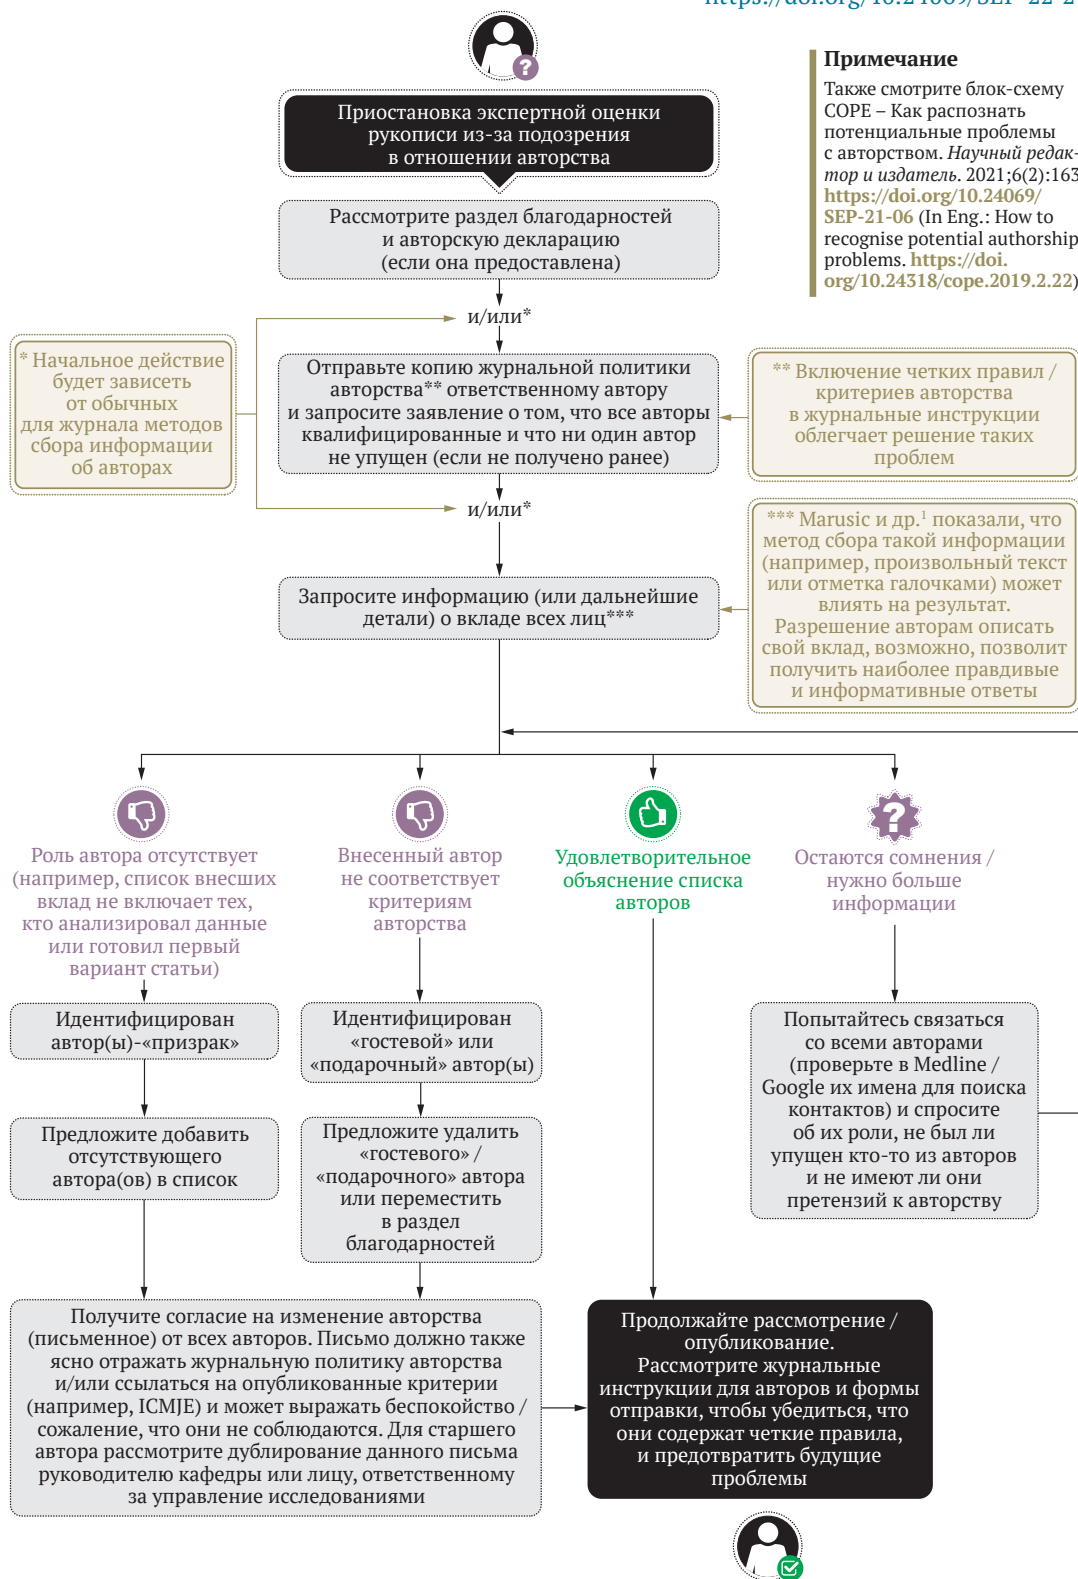 https://doi.org/10.24069/SEP-22-2
Примечание
Также смотрите блок-схему
COPE – Как распознать
потенциальные проблемы
с авторством. Научный редак-
тор и издатель. 2021;6(2):163
https://doi.org/10.24069/
SEP-21-06 (In Eng.: How to
recognise potential authorship
problems. https://doi.
org/10.24318/cope.2019.2.22)
?
Приостановка экспертной оценки
рукописи из-за подозрения
в отношении авторства
Рассмотрите раздел благодарностей
и авторскую декларацию
(если она предоставлена)
и/или*
* Начальное действие
будет зависеть
от обычных
для журнала методов
сбора информации
об авторах
Отправьте копию журнальной политики
авторства** ответственному автору
и запросите заявление о том, что все авторы
квалифицированные и что ни один автор
не упущен (если не получено ранее)
** Включение четких правил /
критериев авторства
в журнальные инструкции
облегчает решение таких
проблем
и/или*
*** Marusic и др.¹ показали, что
метод сбора такой информации
(например, произвольный текст
или отметка галочками) может
влиять на результат.
Разрешение авторам описать
свой вклад, возможно, позволит
получить наиболее правдивые
и информативные ответы
Запросите информацию (или дальнейшие
детали) о вкладе всех лиц***
?
Роль автора отсутствует
(например, список внесших
вклад не включает тех,
кто анализировал данные
или готовил первый
вариант статьи)
Внесенный автор
не соответствует
критериям
авторства
Удовлетворительное
объяснение списка
авторов
Остаются сомнения /
нужно больше
информации
Идентифицирован
автор(ы)-«призрак»
Идентифицирован
«гостевой» или
«подарочный» автор(ы)
Попытайтесь связаться
со всеми авторами
(проверьте в Medline /
Google их имена для поиска
контактов) и спросите
об их роли, не был ли
упущен кто-то из авторов
и не имеют ли они
претензий к авторству
Предложите добавить
отсутствующего
автора(ов) в список
Предложите удалить
«гостевого» /
«подарочного» автора
или переместить
в раздел
благодарностей
Получите согласие на изменение авторства
(письменное) от всех авторов. Письмо должно также
ясно отражать журнальную политику авторства
и/или ссылаться на опубликованные критерии
(например, ICMJE) и может выражать беспокойство /
сожаление, что они не соблюдаются. Для старшего
автора рассмотрите дублирование данного письма
руководителю кафедры или лицу, ответственному
за управление исследованиями
Продолжайте рассмотрение /
опубликование.
Рассмотрите журнальные
инструкции для авторов и формы
отправки, чтобы убедиться, что
они содержат четкие правила,
и предотвратить будущие
проблемы